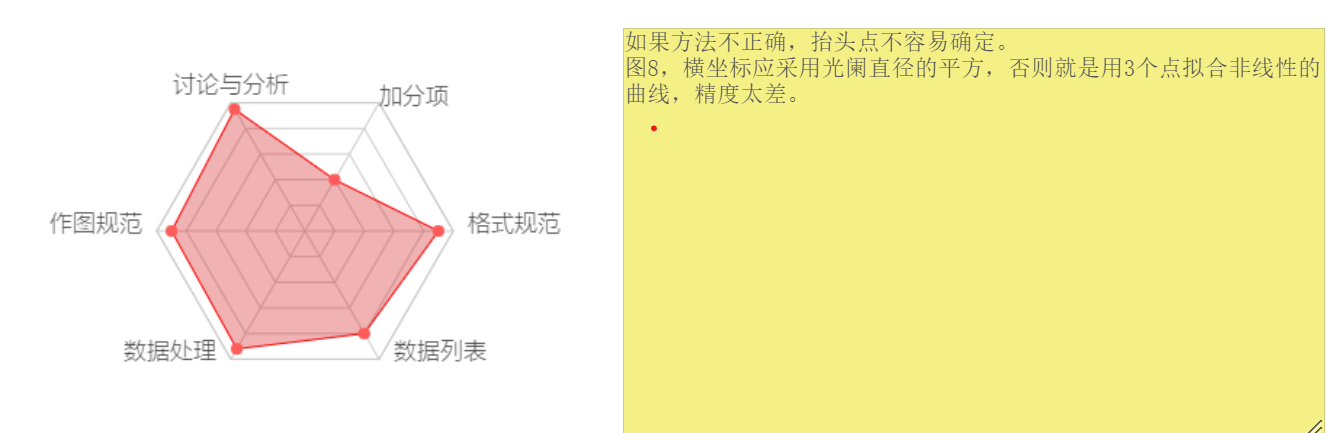 讨论与分析
加分项
作图规范
格式规范
数据处理
数据列表
如果方法不正确，抬头点不容易确定。
图8，横坐标应采用光阑直径的平方，否则就是用3个点拟合非线性的
曲线，精度太差。